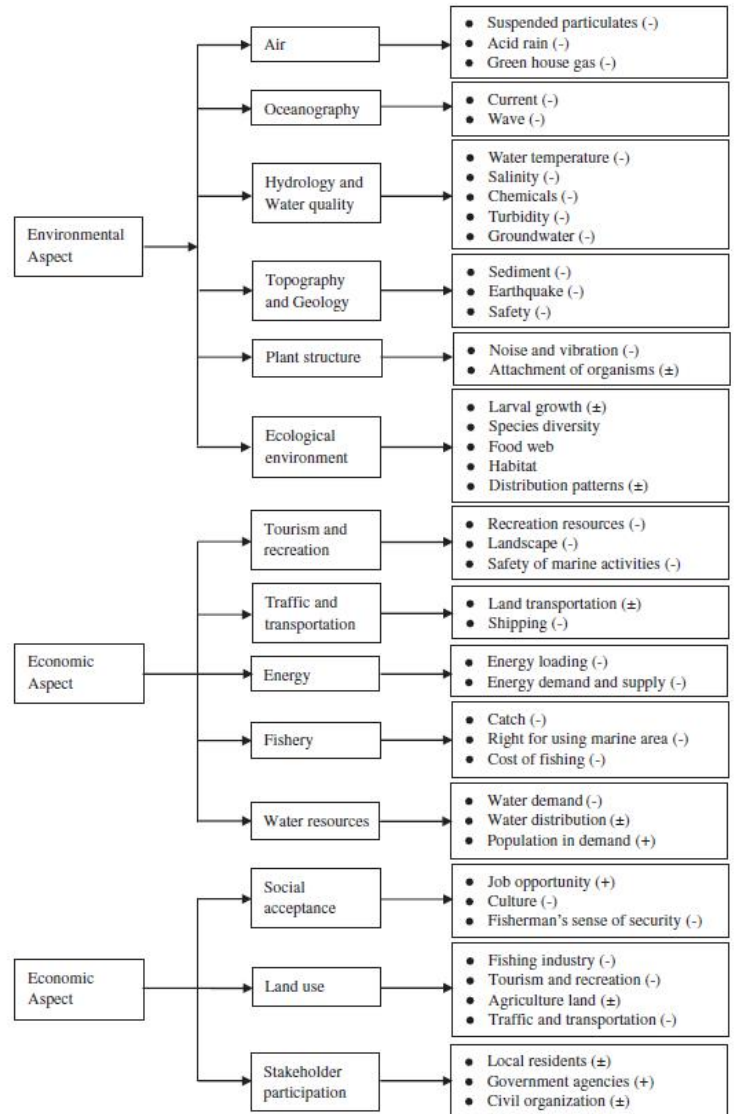 Environmental
Aspect
Air
● Suspended particulates (-)
● Acid rain (-)
● Green house gas (-)
Oceanography
● Current (-)
● Wave (-)
Hydrology and
Water quality
● Water temperature (-)
● Salinity (-)
● Chemicals (-)
● Turbidity (-)
● Groundwater (-)
Topography
and Geology
● Sediment (-)
● Earthquake (-)
● Safety (-)
Plant structure
● Noise and vibration (-)
● Attachment of organisms (±)
Ecological
environment
● Larval growth (±)
● Species diversity
● Food web
● Habitat
● Distribution patterns (±)
Economic
Aspect
Tourism and
recreation
● Recreation resources (-)
● Landscape (-)
● Safety of marine activities (-)
Traffic and
transportation
● Land transportation (±)
● Shipping (-)
Energy
● Energy loading (-)
● Energy demand and supply (-)
Fishery
● Catch (-)
● Right for using marine area (-)
● Cost of fishing (-)
Water resources
● Water demand (-)
● Water distribution (±)
● Population in demand (+)
Economic
Aspect
Social
acceptance
● Job opportunity (+)
● Culture (-)
● Fisherman's sense of security (-)
Land use
● Fishing industry (-)
● Tourism and recreation (-)
● Agriculture land (±)
● Traffic and transportation (-)
Stakeholder
participation
● Local residents (±)
● Government agencies (+)
● Civil organization (±)